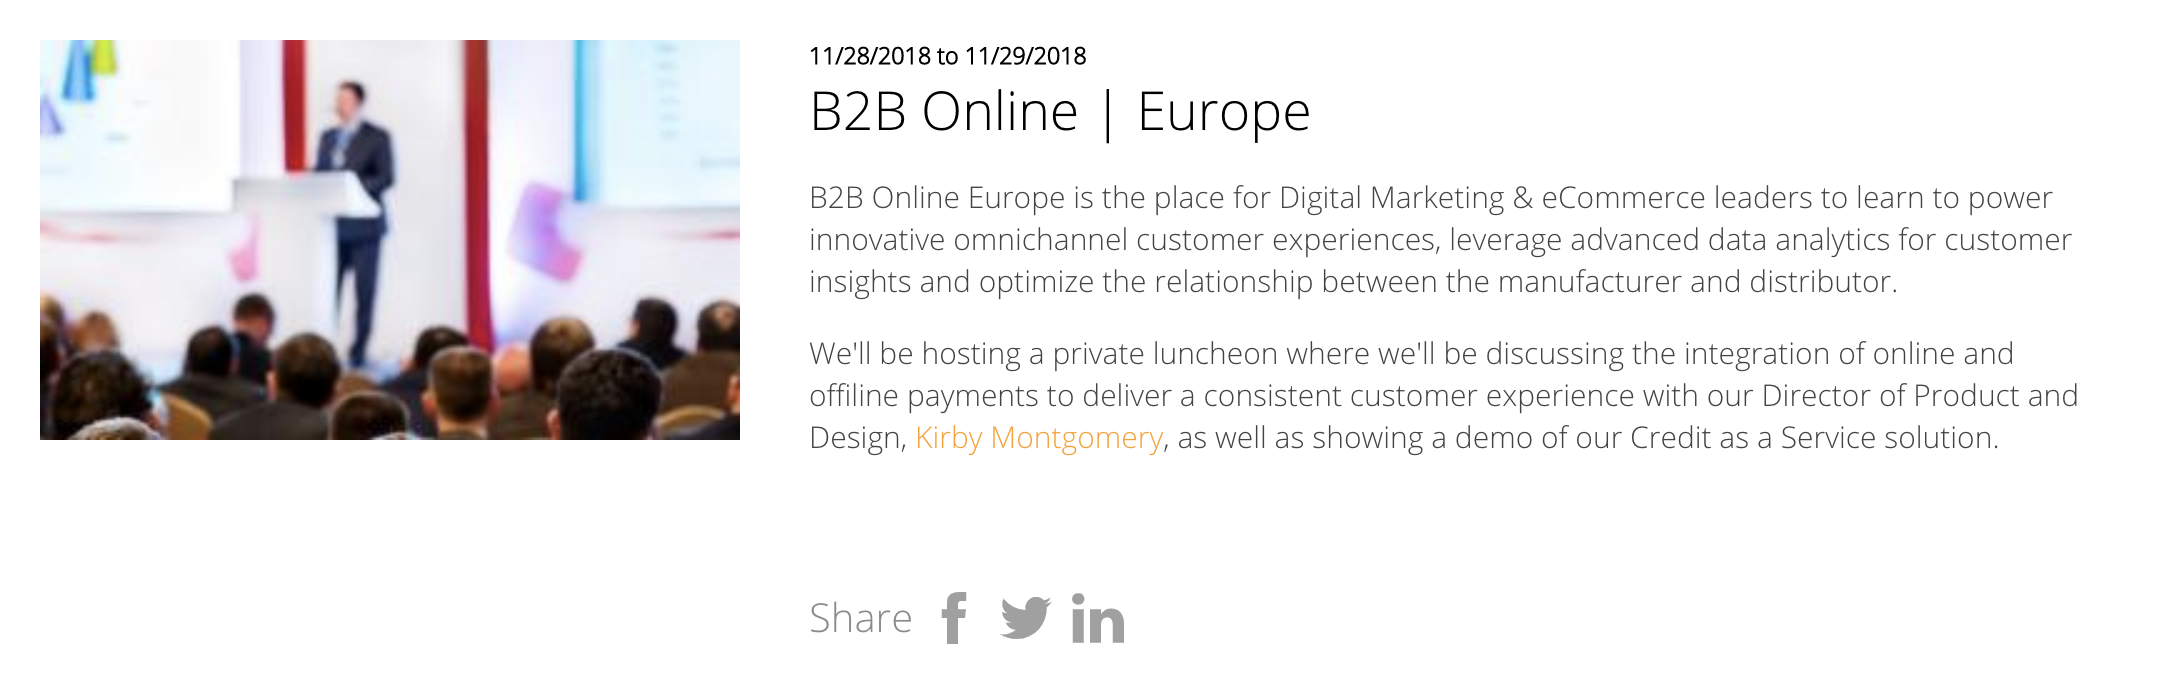 11/28/2018 to 11/29/2018
B2B Online | Europe
B2B Online Europe is the place for Digital Marketing & eCommerce leaders to learn to power
innovative omnichannel customer experiences, leverage advanced data analytics for customer
insights and optimize the relationship between the manufacturer and distributor.
We'll be hosting a private luncheon where we'll be discussing the integration of online and
offiline payments to deliver a consistent customer experience with our Director of Product and
Design, Kirby Montgomery, as well as showing a demo of our Credit as a Service solution.
Share